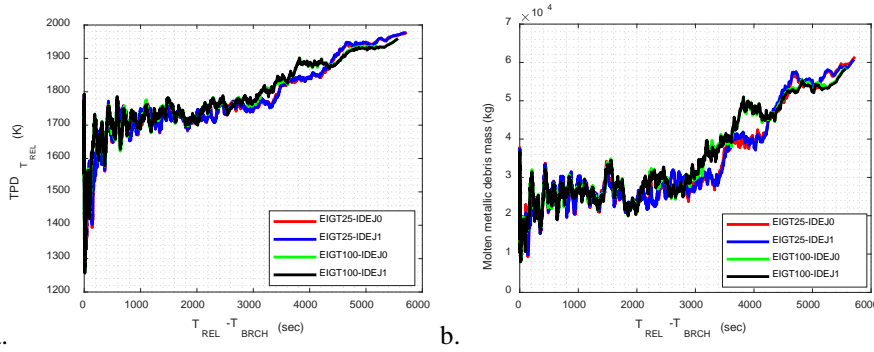 2000
1900
1800
1700
1600
1500
1400
1300
1200
TPD T_REL (K)
0 1000 2000 3000 4000 5000 6000
T_REL -T_BRCH (sec)
EIGT25-IDEJ0
EIGT25-IDEJ1
EIGT100-IDEJ0
EIGT100-IDEJ1
b.
7 × 10^4
6
5
4
3
2
1
0
Molten metallic debris mass (kg)
0 1000 2000 3000 4000 5000 6000
T_REL -T_BRCH (sec)
EIGT25-IDEJ0
EIGT25-IDEJ1
EIGT100-IDEJ0
EIGT100-IDEJ1